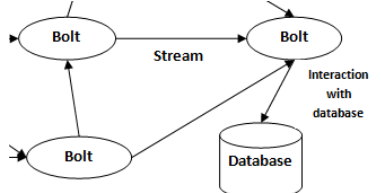 Bolt
Bolt
Stream
Interaction
with
database
Bolt
Database